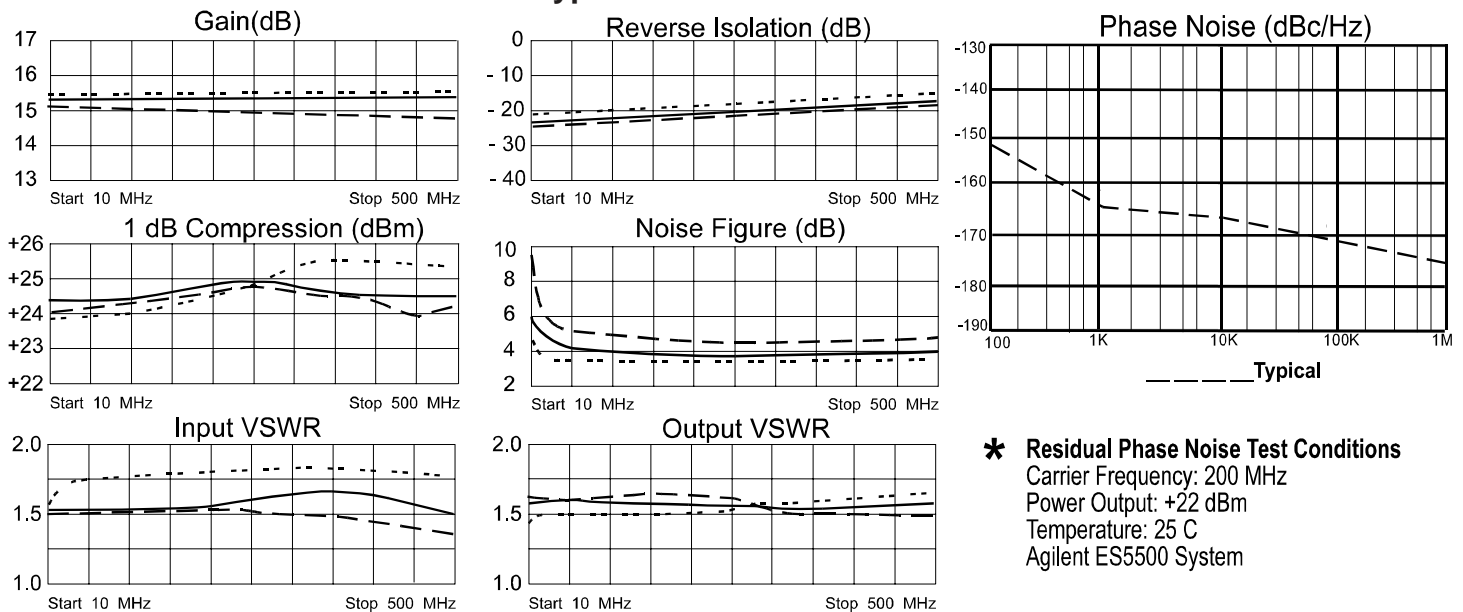 Gain(dB)
17
16
15
14
13
Start 10 MHz Stop 500 MHz
Reverse Isolation (dB)
0
- 10
- 20
- 30
- 40
Start 10 MHz Stop 500 MHz
Phase Noise (dBc/Hz)
-130
-140
-150
-160
-170
-180
-190
100 1K 10K 100K 1M
Typical
1 dB Compression (dBm)
+26
+25
+24
+23
+22
Start 10 MHz Stop 500 MHz
Noise Figure (dB)
10
8
6
4
2
Start 10 MHz Stop 500 MHz
Input VSWR
2.0
1.5
1.0
Start 10 MHz Stop 500 MHz
Output VSWR
2.0
1.5
1.0
Start 10 MHz Stop 500 MHz
* Residual Phase Noise Test Conditions
Carrier Frequency: 200 MHz
Power Output: +22 dBm
Temperature: 25 C
Agilent ES5500 System